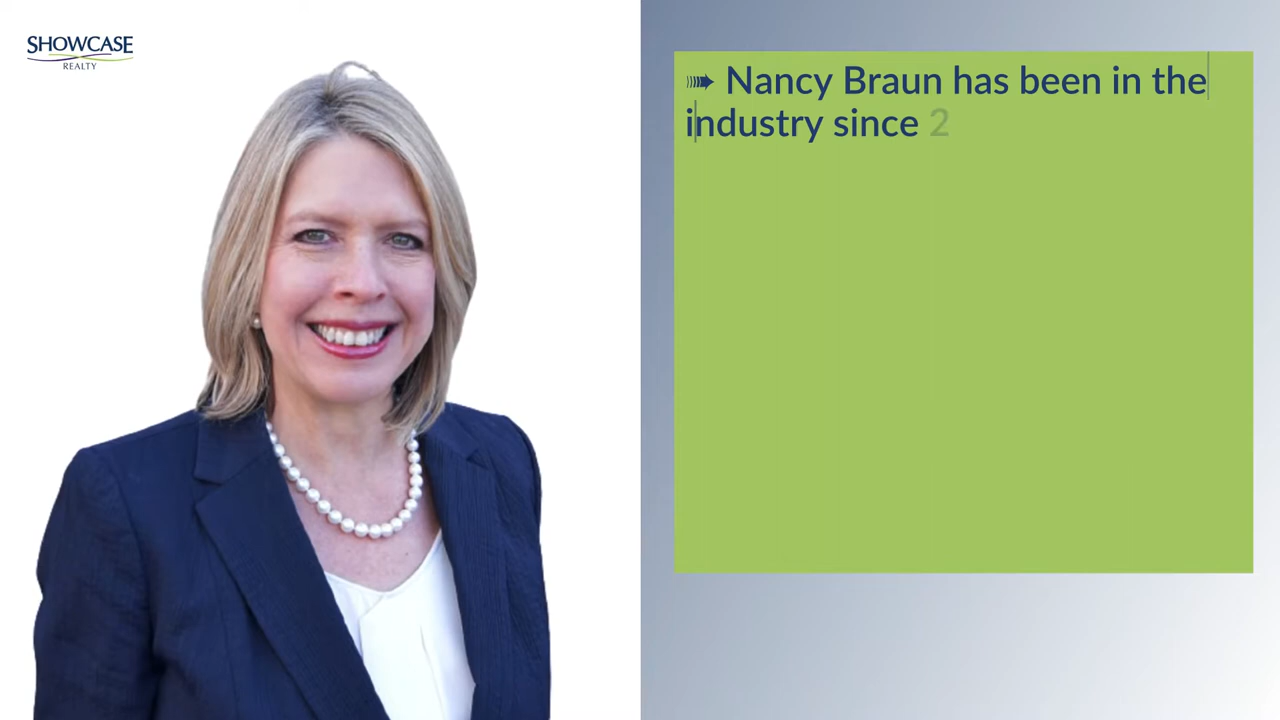 SHOWCASE
REALTY
➠ Nancy Braun has been in the
industry since 2